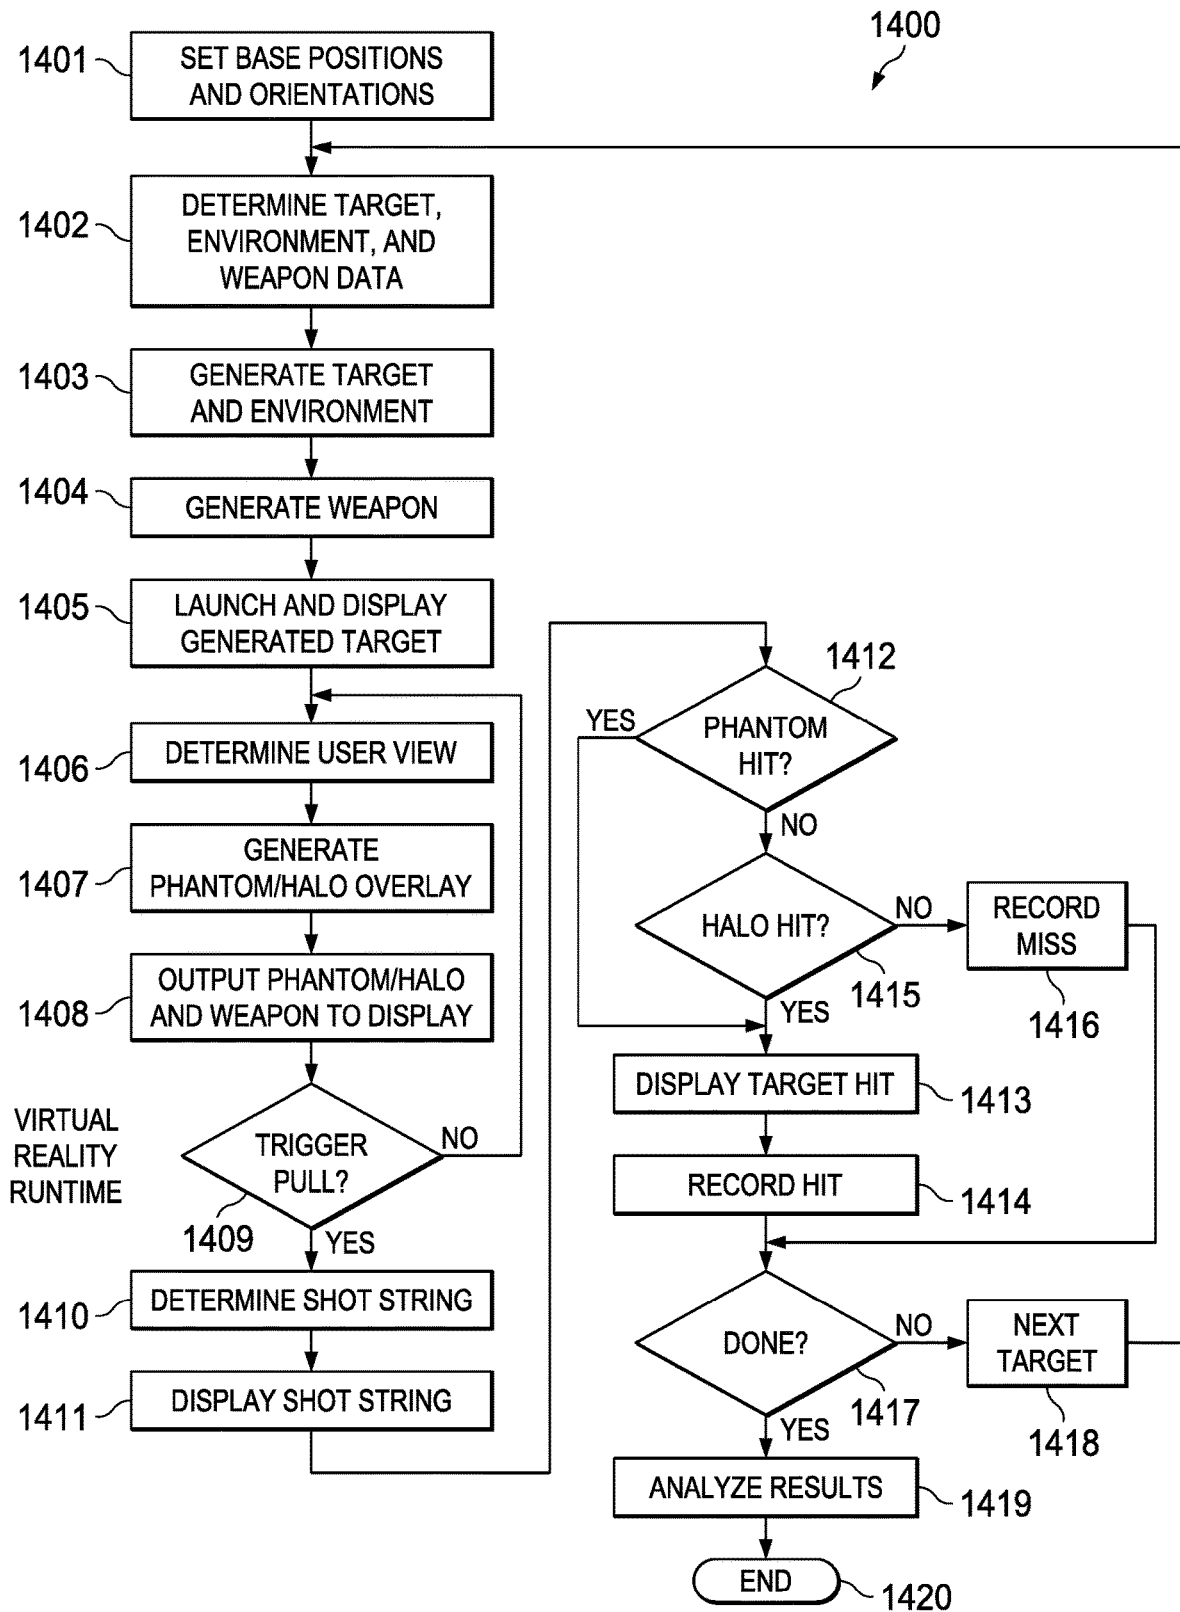 1400
1401
SET BASE POSITIONS
AND ORIENTATIONS
1402
DETERMINE TARGET,
ENVIRONMENT, AND
WEAPON DATA
1403
GENERATE TARGET
AND ENVIRONMENT
1404
GENERATE WEAPON
1405
LAUNCH AND DISPLAY
GENERATED TARGET
1406
DETERMINE USER VIEW
1407
GENERATE
PHANTOM/HALO OVERLAY
1408
OUTPUT PHANTOM/HALO
AND WEAPON TO DISPLAY
VIRTUAL
REALITY
RUNTIME
TRIGGER
PULL?
NO
1409
YES
1410
DETERMINE SHOT STRING
1411
DISPLAY SHOT STRING
1412
YES
PHANTOM
HIT?
NO
HALO HIT?
NO
1415
YES
RECORD
MISS
1416
DISPLAY TARGET HIT
1413
RECORD HIT
1414
DONE?
NO
1417
YES
NEXT
TARGET
1418
ANALYZE RESULTS
1419
END
1420